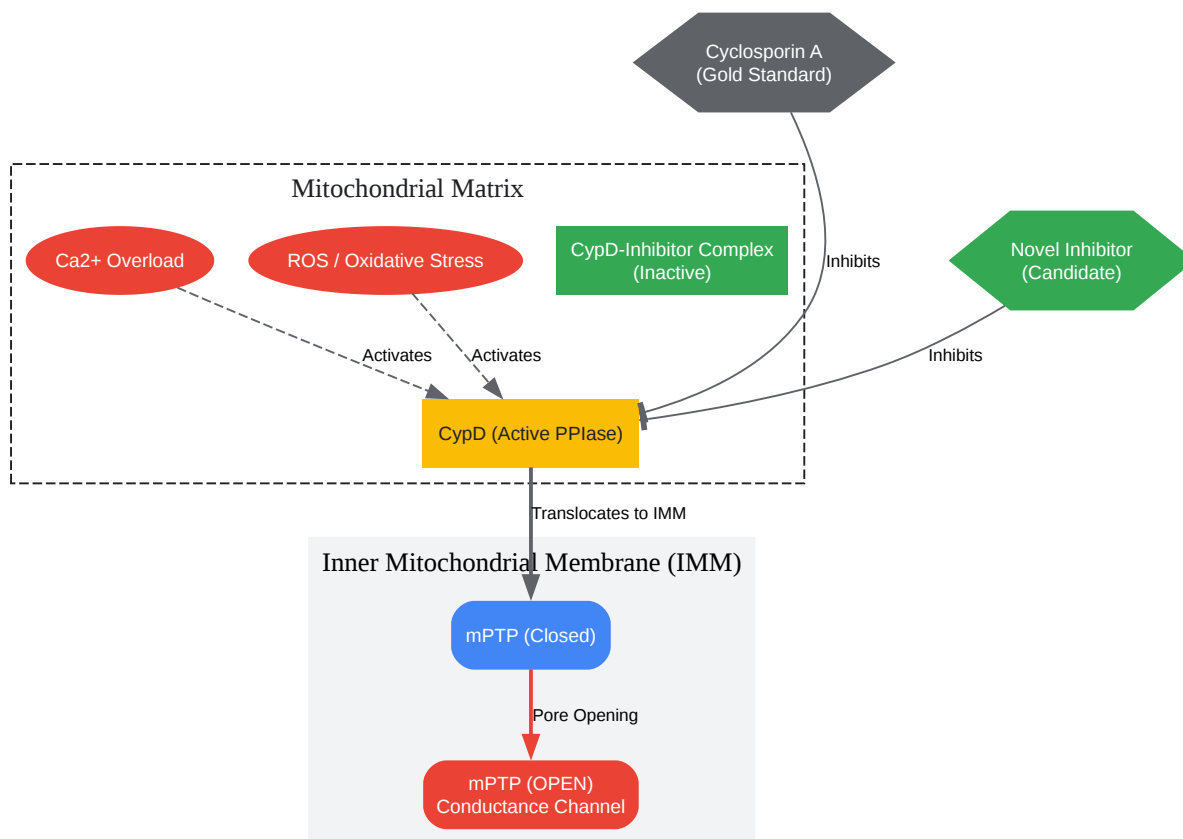 Cyclosporin A
(Gold Standard)
Mitochondrial Matrix
Ca2+ Overload
ROS / Oxidative Stress
CypD-Inhibitor Complex
(Inactive)
Inhibits
Novel Inhibitor
(Candidate)
Activates
Activates
Inhibits
CypD (Active PPIase)
Translocates to IMM
Inner Mitochondrial Membrane (IMM)
mPTP (Closed)
Pore Opening
mPTP (OPEN)
Conductance Channel